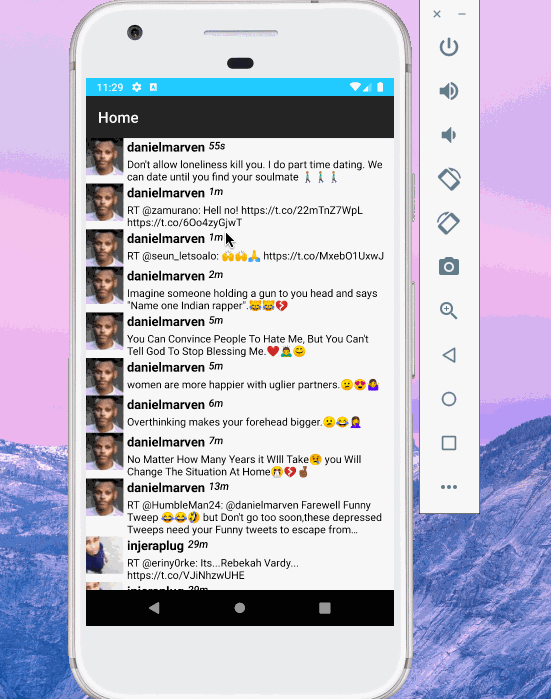 11:29
Home
danielmarven 55s
Don't allow loneliness kill you. I do part time dating. We
can date until you find your soulmate 🚶🏽‍♂️🚶🏽‍♂️🚶🏽‍♂️
danielmarven 1m
RT @zamurano: Hell no! https://t.co/22mTnZ7WpL
https://t.co/6Oo4zyGjwT
danielmarven 1m
RT @seun_letsoalo: 🙌🙌🙏 https://t.co/MxebO1UxwJ
danielmarven 2m
Imagine someone holding a gun to you head and says
"Name one Indian rapper".😹😹💔
danielmarven 5m
You Can Convince People To Hate Me, But You Can't
Tell God To Stop Blessing Me.❤️🙇‍♂️😊
danielmarven 5m
women are more happier with uglier partners.😕😍🤷‍♀️
danielmarven 6m
Overthinking makes your forehead bigger.😕😂🤦‍♀️
danielmarven 7m
No Matter How Many Years it WIll Take😢 you Will
Change The Situation At Home😷💔👌🏾
danielmarven 13m
RT @HumbleMan24: @danielmarven Farewell Funny
Tweep 😂😂🤣 but Don't go too soon,these depressed
Tweeps need your Funny tweets to escape from…
injeraplug 29m
RT @eriny0rke: Its...Rebekah Vardy...
https://t.co/VJiNhzwUHE
injeraplug 29m